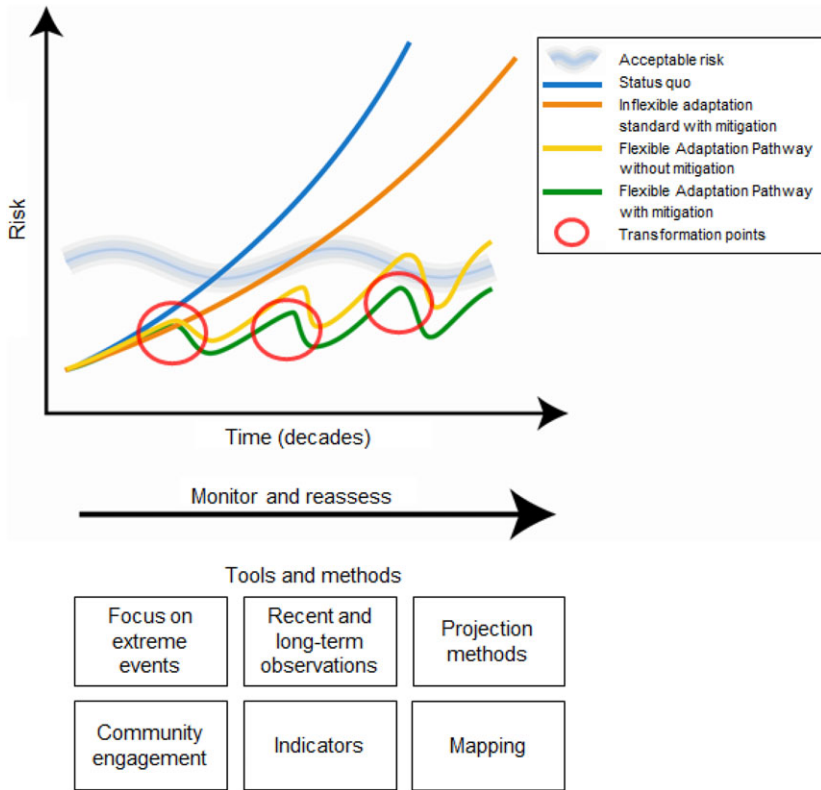 Risk
Acceptable risk
Status quo
Inflexible adaptation
standard with mitigation
Flexible Adaptation Pathway
without mitigation
Flexible Adaptation Pathway
with mitigation
Transformation points
Time (decades)
Monitor and reassess
Tools and methods
Focus on
extreme
events
Recent and
long-term
observations
Projection
methods
Community
engagement
Indicators
Mapping